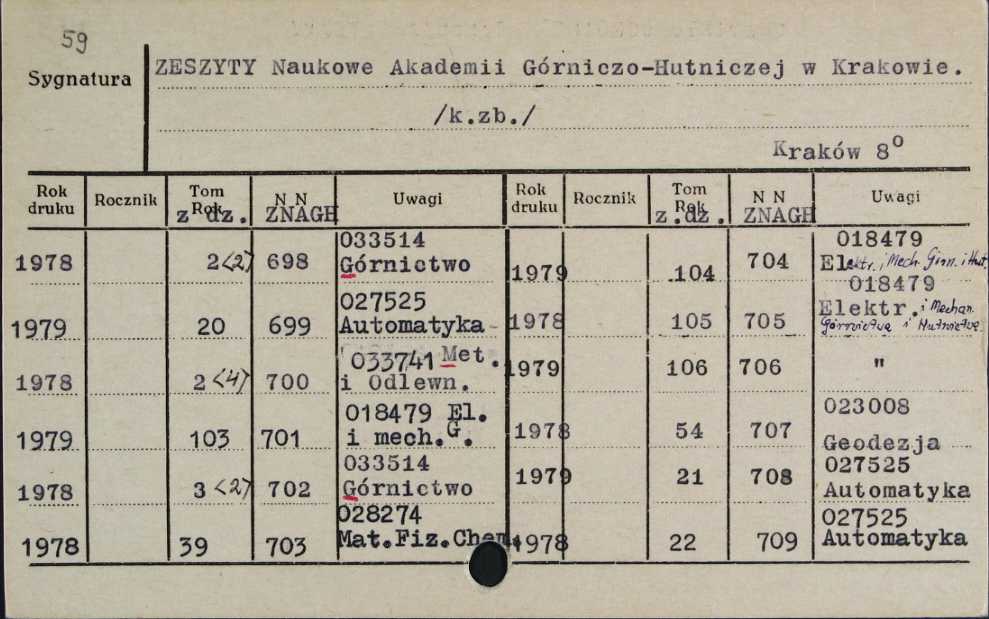 59
Sygnatura
ZESZYTY Naukowe Akademii Górniczo-Hutniczej w Krakowie.
/k.zb./
Kraków 8º
Rok druku Rocznik Tom Rok z dz. N N ZNAGH Uwagi Rok druku Rocznik Tom Rok z.dz. N N ZNAGH Uwagi
1978 2 <2> 698 033514 Górnictwo
1979 20 699 027525 Automatyka
1978 2 <4> 700 033741 Met. i Odlewn.
1979 103 701 018479 El. i mech.G.
1978 3 <2> 702 033514 Górnictwo
1978 39 703 028274 Mat.Fiz.Chem.
1979 104 704 018479 Elektr. i Mech. Górn. i Hut.
1978 105 705 018479 Elektr. i Mechan. Górnictwa i Hutnictwa
1979 106 706 "
1978 54 707 023008 Geodezja
1979 21 708 027525 Automatyka
1978 22 709 027525 Automatyka